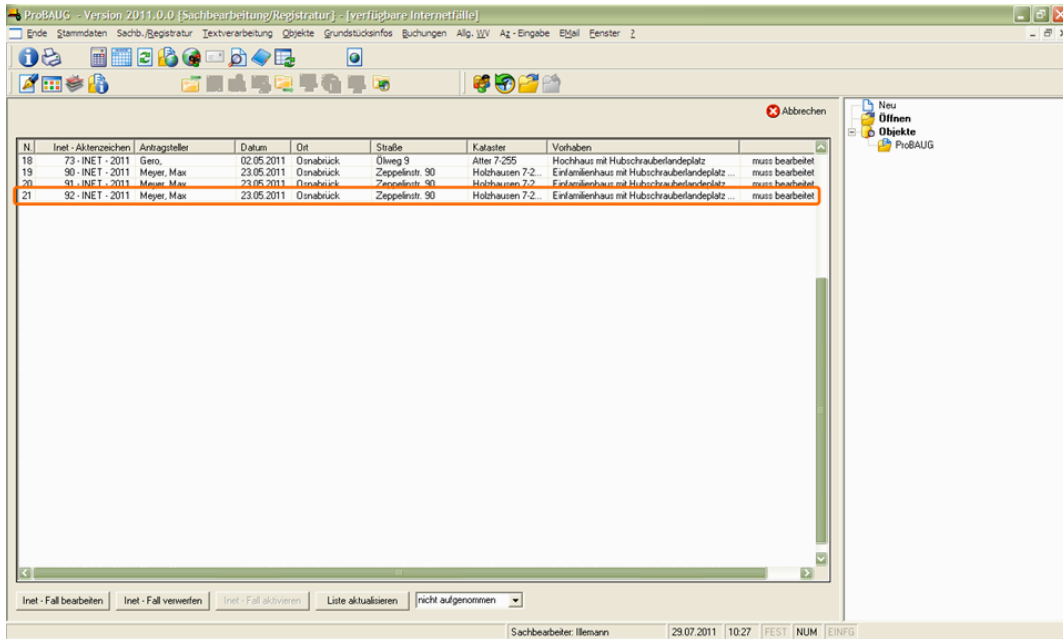 ProBAUG - Version 2011.0.0 [Sachbearbeitung/Registratur] - [verfügbare Internetfälle]
Ende Stammdaten Sachb./Registratur Textverarbeitung Objekte Grundstücksinfos Buchungen Allg. WV Az - Eingabe EMail Fenster ?
Abbrechen
N. Inet - Aktenzeichen Antragsteller Datum Ort Straße Kataster Vorhaben
18 73 - INET - 2011 Gero, 02.05.2011 Osnabrück Ölweg 9 Atter 7-255 Hochhaus mit Hubschrauberlandeplatz muss bearbeitet
19 90 - INET - 2011 Meyer, Max 23.05.2011 Osnabrück Zeppelinstr. 90 Holzhausen 7-2... Einfamilienhaus mit Hubschrauberlandeplatz ... muss bearbeitet
20 91 - INET - 2011 Meyer, Max 23.05.2011 Osnabrück Zeppelinstr. 90 Holzhausen 7-2... Einfamilienhaus mit Hubschrauberlandeplatz ... muss bearbeitet
21 92 - INET - 2011 Meyer, Max 23.05.2011 Osnabrück Zeppelinstr. 90 Holzhausen 7-2... Einfamilienhaus mit Hubschrauberlandeplatz ... muss bearbeitet
Neu
Öffnen
Objekte
ProBAUG
Inet - Fall bearbeiten Inet - Fall verwerfen Inet - Fall aktivieren Liste aktualisieren nicht aufgenommen
Sachbearbeiter: Illemann 29.07.2011 10:27 FEST NUM EINFG